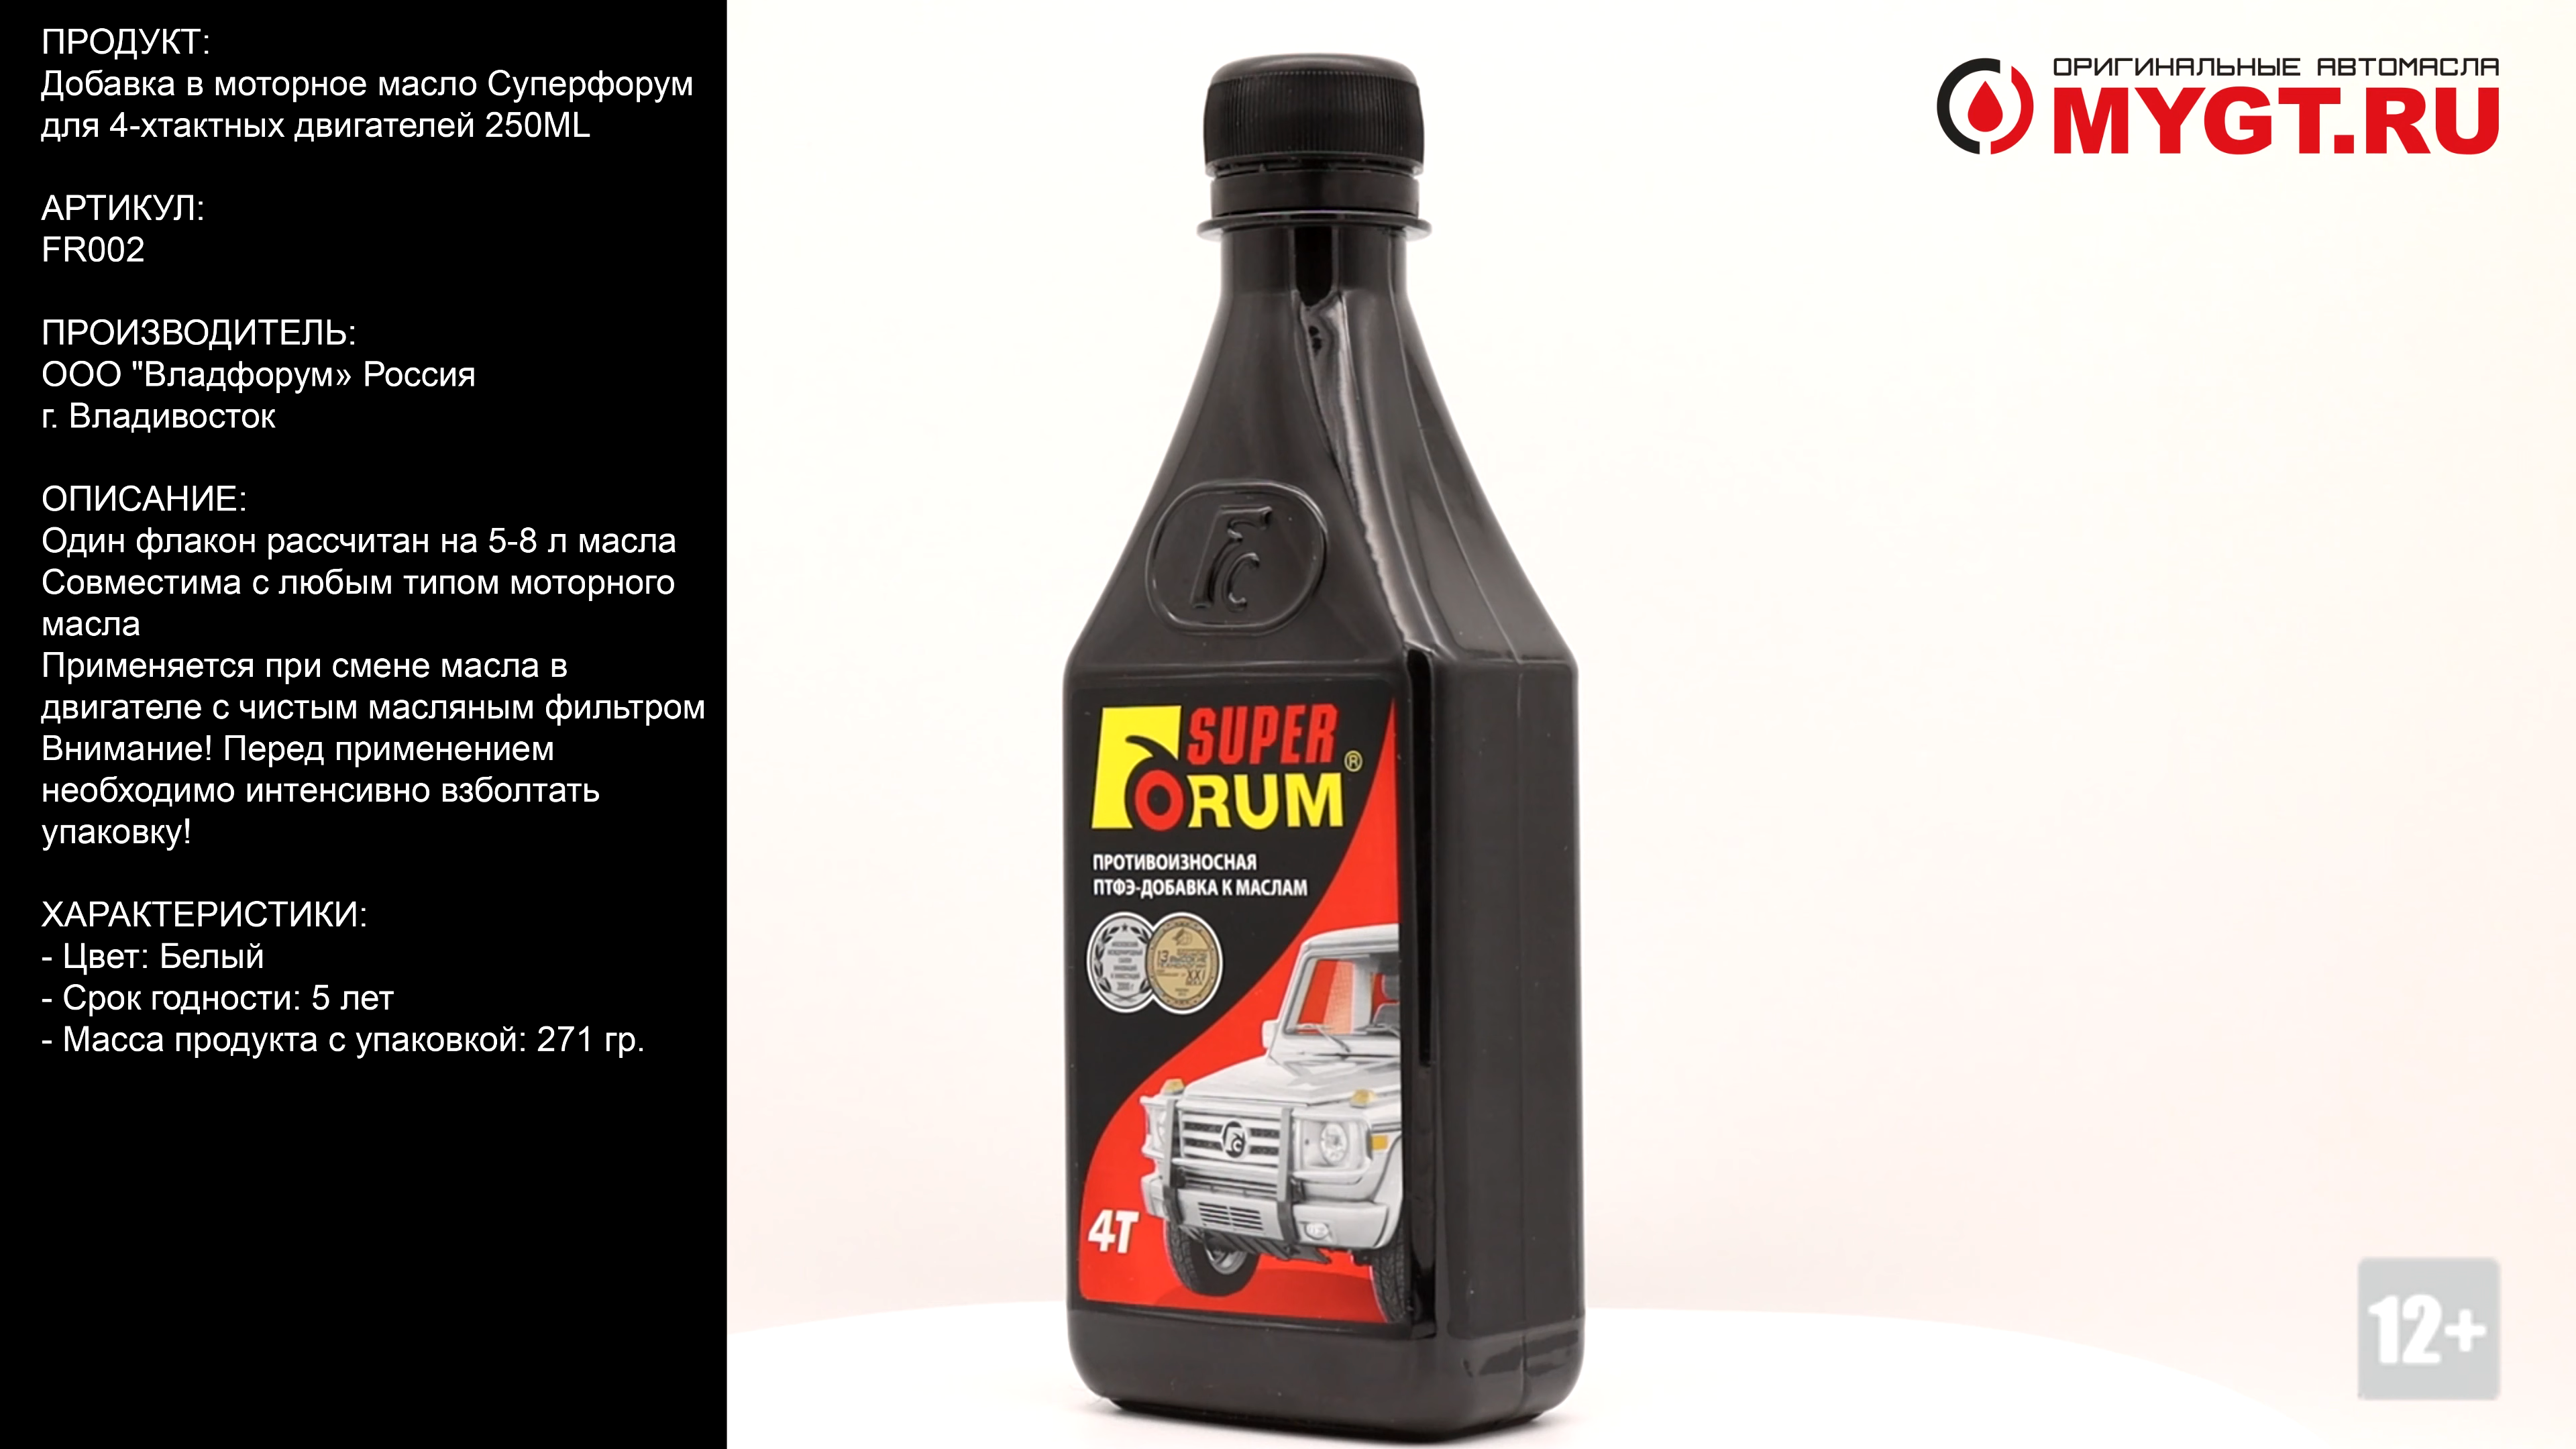 ПРОДУКТ:
Добавка в моторное масло Суперфорум
для 4-хтактных двигателей 250ML
АРТИКУЛ:
FR002
ПРОИЗВОДИТЕЛЬ:
ООО "Владфорум» Россия
г. Владивосток
ОПИСАНИЕ:
Один флакон рассчитан на 5-8 л масла
Совместима с любым типом моторного
масла
Применяется при смене масла в
двигателе с чистым масляным фильтром
Внимание! Перед применением
необходимо интенсивно взболтать
упаковку!
ХАРАКТЕРИСТИКИ:
- Цвет: Белый
- Срок годности: 5 лет
- Масса продукта с упаковкой: 271 гр.
ОРИГИНАЛЬНЫЕ АВТОМАСЛА
MYGT.RU
SUPER
FORUM®
ПРОТИВОИЗНОСНАЯ
ПТФЭ-ДОБАВКА К МАСЛАМ
4T
12+